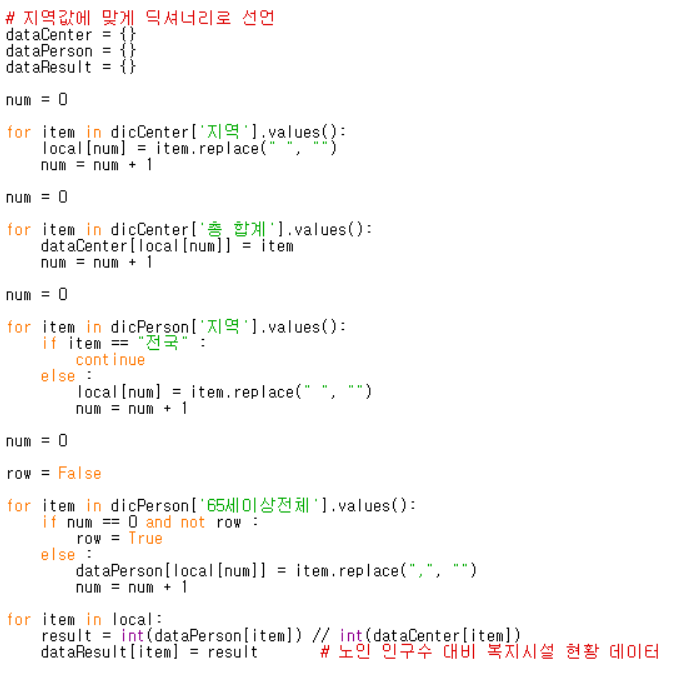 # 지역값에 맞게 딕셔너리로 선언
dataCenter = {}
dataPerson = {}
dataResult = {}
num = 0
for item in dicCenter['지역'].values():
    local[num] = item.replace(" ", "")
    num = num + 1
num = 0
for item in dicCenter['총 합계'].values():
    dataCenter[local[num]] = item
    num = num + 1
num = 0
for item in dicPerson['지역'].values():
    if item == "전국" :
        continue
    else :
        local[num] = item.replace(" ", "")
        num = num + 1
num = 0
row = False
for item in dicPerson['65세이상전체'].values():
    if num == 0 and not row :
        row = True
    else :
        dataPerson[local[num]] = item.replace(",", "")
        num = num + 1
for item in local:
    result = int(dataPerson[item]) // int(dataCenter[item])
    dataResult[item] = result       # 노인 인구수 대비 복지시설 현황 데이터